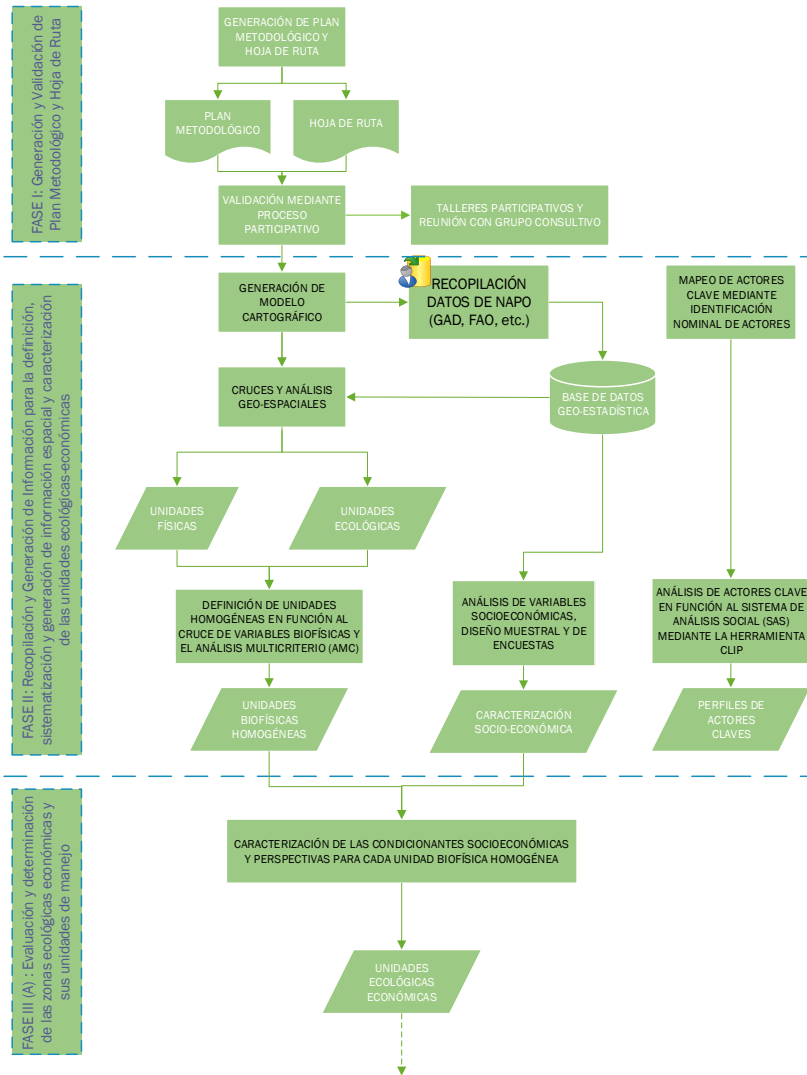 FASE I: Generación y Validación de
Plan Metodológico y Hoja de Ruta
GENERACIÓN DE PLAN
METODOLÓGICO Y
HOJA DE RUTA
PLAN
METODOLÓGICO
HOJA DE RUTA
VALIDACIÓN MEDIANTE
PROCESO
PARTICIPATIVO
TALLERES PARTICIPATIVOS Y
REUNIÓN CON GRUPO CONSULTIVO
FASE II: Recopilación y Generación de Información para la definición,
sistematización y generación de información espacial y caracterización
de las unidades ecológicas-económicas
GENERACIÓN DE
MODELO
CARTOGRÁFICO
RECOPILACIÓN
DATOS DE NAPO
(GAD, FAO, etc.)
MAPEO DE ACTORES
CLAVE MEDIANTE
IDENTIFICACIÓN
NOMINAL DE ACTORES
CRUCES Y ANÁLISIS
GEO-ESPACIALES
BASE DE DATOS
GEO-ESTADÍSTICA
UNIDADES
FÍSICAS
UNIDADES
ECOLÓGICAS
DEFINICIÓN DE UNIDADES
HOMOGÉNEAS EN FUNCIÓN AL
CRUCE DE VARIABLES BIOFÍSICAS Y
EL ANÁLISIS MULTICRITERIO (AMC)
ANÁLISIS DE VARIABLES
SOCIOECONÓMICAS,
DISEÑO MUESTRAL Y DE
ENCUESTAS
ANÁLISIS DE ACTORES CLAVE
EN FUNCIÓN AL SISTEMA DE
ANÁLISIS SOCIAL (SAS)
MEDIANTE LA HERRAMIENTA
CLIP
UNIDADES
BIOFÍSICAS
HOMOGÉNEAS
CARACTERIZACIÓN
SOCIO-ECONÓMICA
PERFILES DE
ACTORES
CLAVES
FASE III (A) : Evaluación y determinación
de las zonas ecológicas económicas y
sus unidades de manejo
CARACTERIZACIÓN DE LAS CONDICIONANTES SOCIOECONÓMICAS
Y PERSPECTIVAS PARA CADA UNIDAD BIOFÍSICA HOMOGÉNEA
UNIDADES
ECOLÓGICAS
ECONÓMICAS